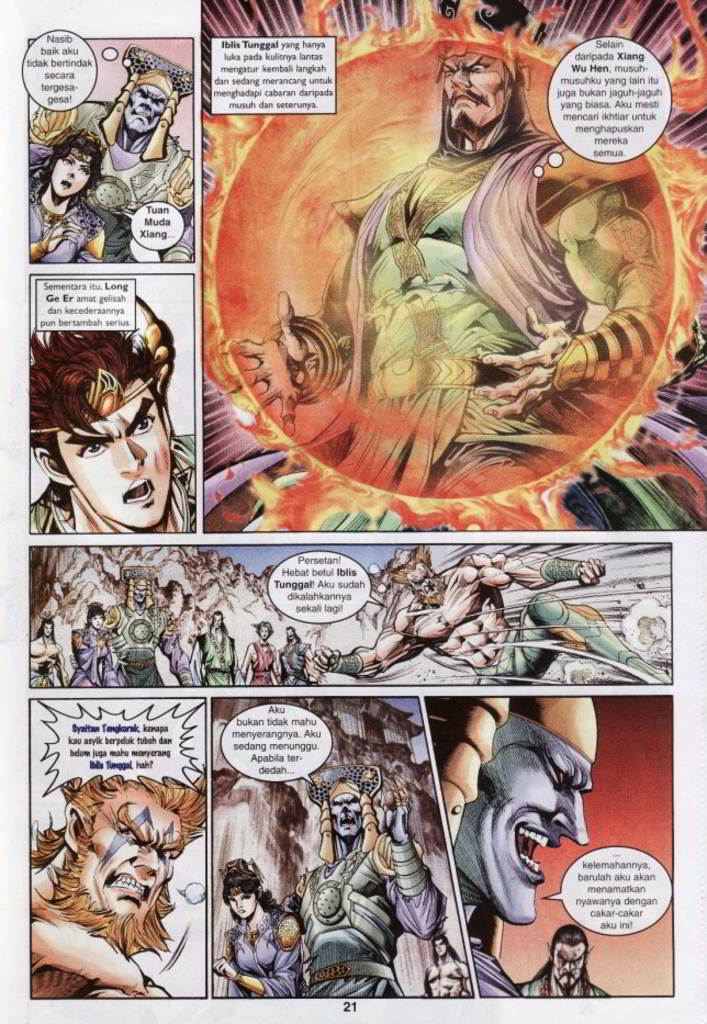 Nasib
baik aku
tidak bertindak
secara
tergesa-
gesa!
Tuan
Muda
Xiang...
Iblis Tunggal yang hanya
luka pada kulitnya lantas
mengatur kembali langkah
dan sedang merancang untuk
menghadapi cabaran daripada
musuh dan seterunya.
Selain
daripada Xiang
Wu Hen, musuh-
musuhku yang lain itu
juga bukan jaguh-jaguh
yang biasa. Aku mesti
mencari ikhtiar untuk
menghapuskan
mereka
semua.
Sementara itu, Long
Ge Er amat gelisah
dan kecederaannya
pun bertambah serius.
Persetan!
Hebat betul Iblis
Tunggal! Aku sudah
dikalahkannya
sekali lagi!
Syaitan Tengkorak, kenapa
kau asyik berpeluk tubuh dan
belum juga mahu menyerang
Iblis Tunggal, hah?
Aku
bukan tidak mahu
menyerangnya. Aku
sedang menunggu.
Apabila ter-
dedah...
...
kelemahannya,
barulah aku akan
menamatkan
nyawanya dengan
cakar-cakar
aku ini!
21